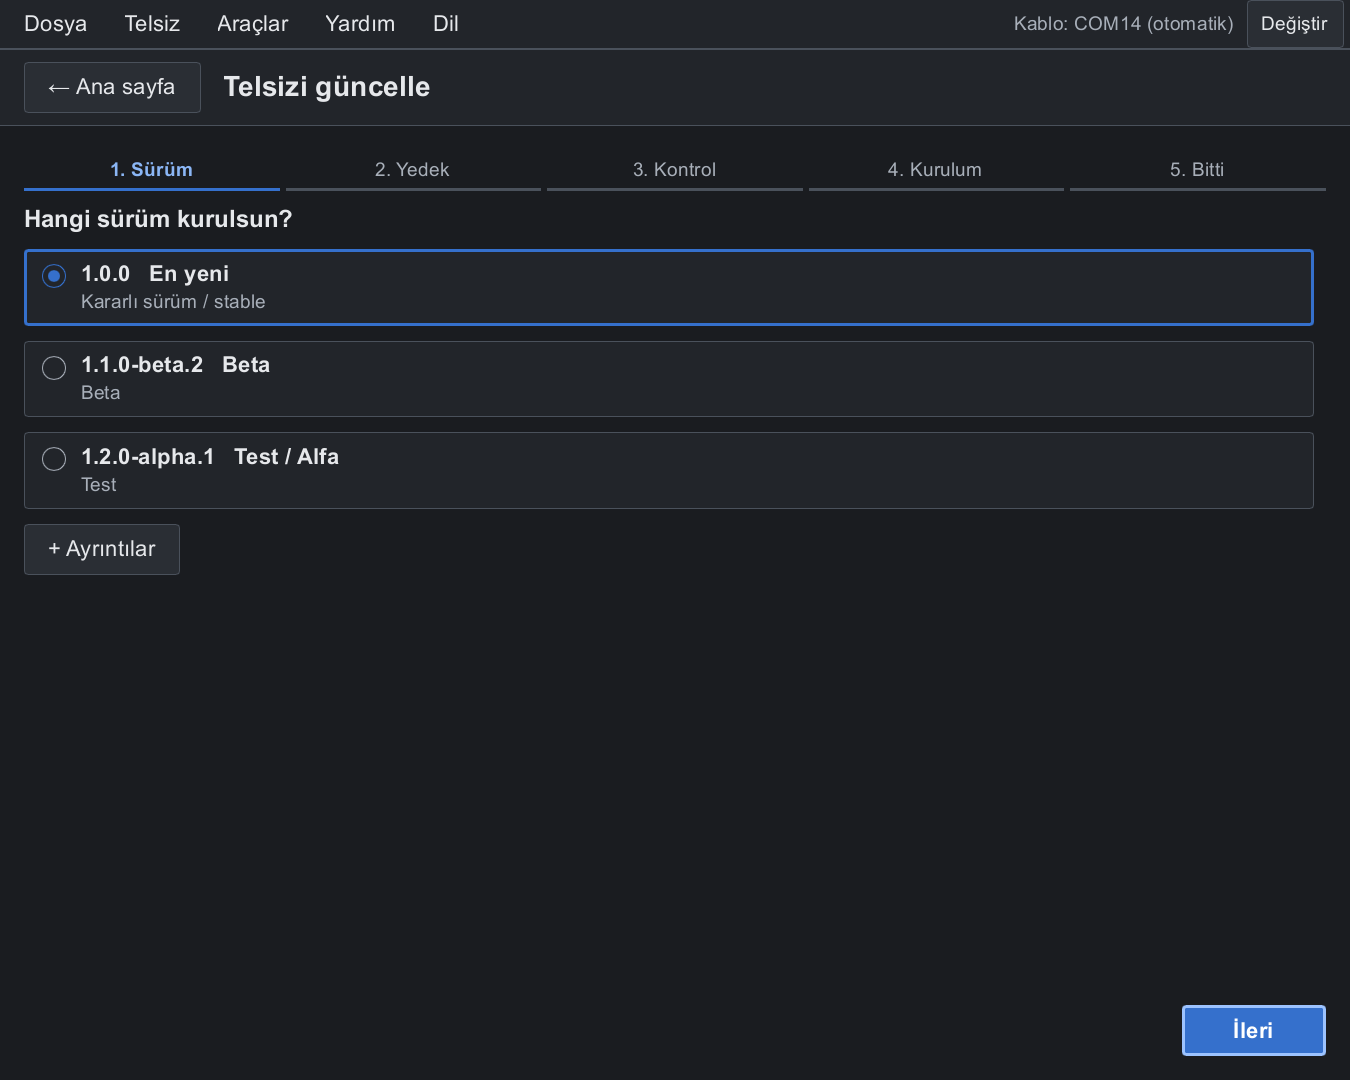 Dosya Telsiz Araçlar Yardım Dil Kablo: COM14 (otomatik) Değiştir
← Ana sayfa Telsizi güncelle
1. Sürüm 2. Yedek 3. Kontrol 4. Kurulum 5. Bitti
Hangi sürüm kurulsun?
1.0.0 En yeni
Kararlı sürüm / stable
1.1.0-beta.2 Beta
Beta
1.2.0-alpha.1 Test / Alfa
Test
+ Ayrıntılar
İleri